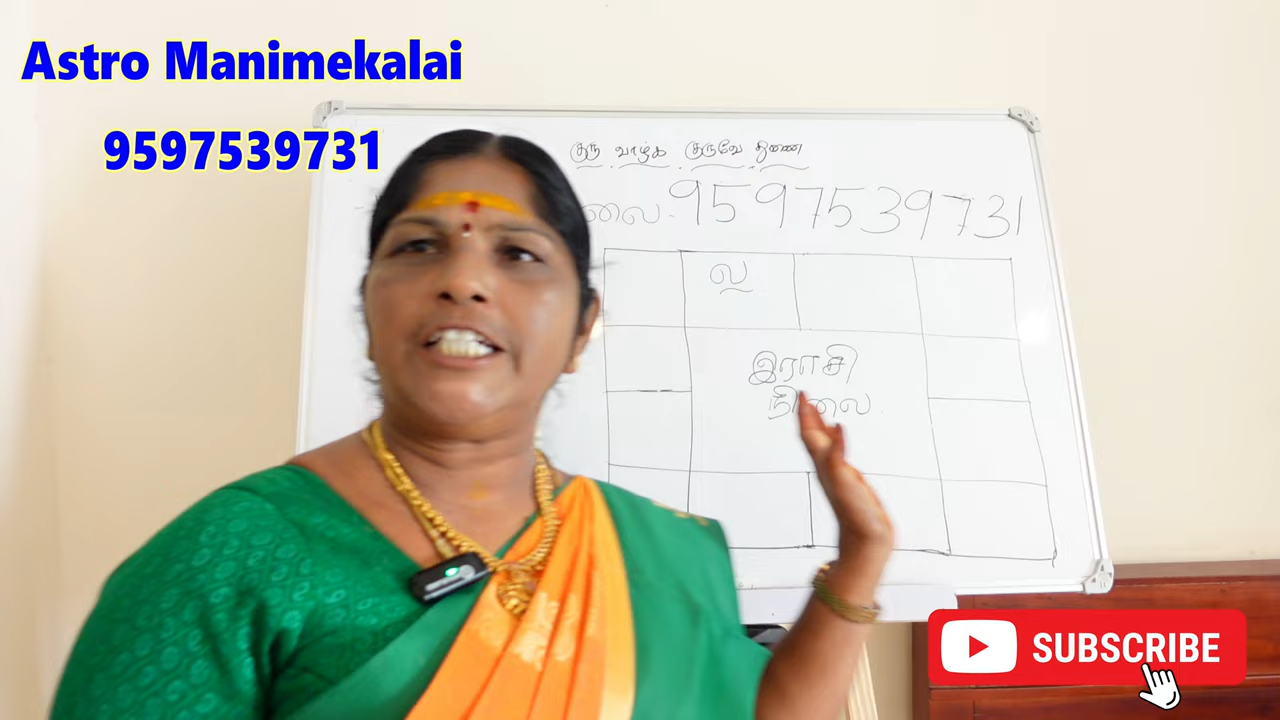 Astro Manimekalai
9597539731
குரு வாழ்க குருவே துணை
லை - 9597539731
ல
இராசி
நிலை
SUBSCRIBE